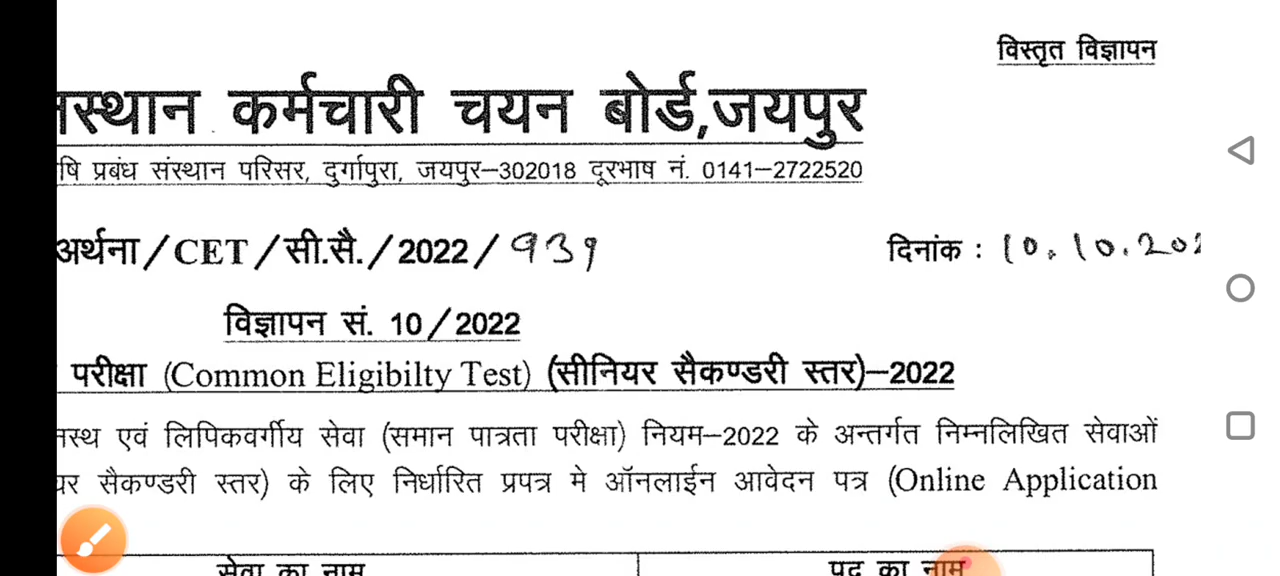 विस्तृत विज्ञापन
कर्मचारी चयन बोर्ड,जयपुर
प्रबंध संस्थान परिसर, दुर्गापुरा, जयपुर–302018 दूरभाष नं. 0141–2722520
अर्थना/CET/सी.सै./2022/939
दिनांक : 10.10.202
विज्ञापन सं. 10/2022
परीक्षा (Common Eligibilty Test) (सीनियर सैकण्डरी स्तर)–2022
एवं लिपिकवर्गीय सेवा (समान पात्रता परीक्षा) नियम–2022 के अन्तर्गत निम्नलिखित सेवाओं
सैकण्डरी स्तर) के लिए निर्धारित प्रपत्र मे ऑनलाईन आवेदन पत्र (Online Application
सेवा का नाम
पद का नाम